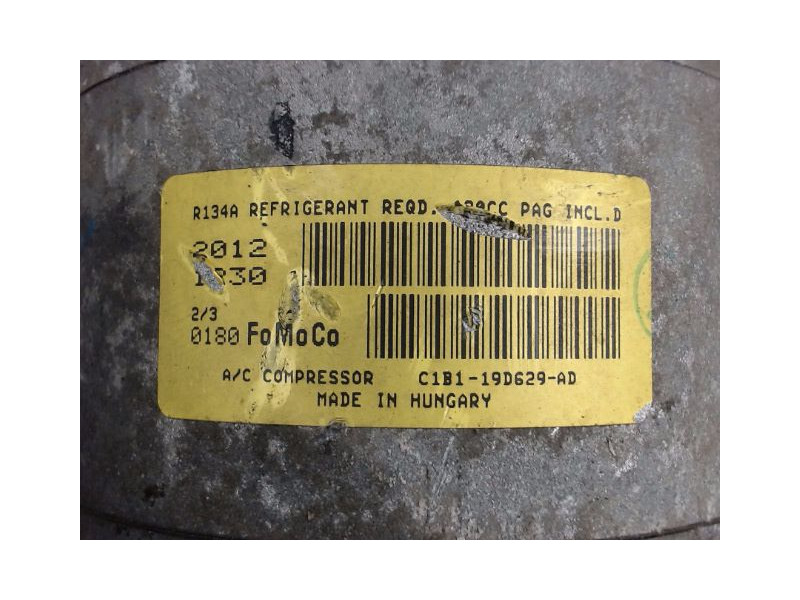 R134A REFRIGERANT REQD. PAG INCL.D
2012
2/3
0180 FoMoCo
A/C COMPRESSOR C1B1-19D629-AD
MADE IN HUNGARY